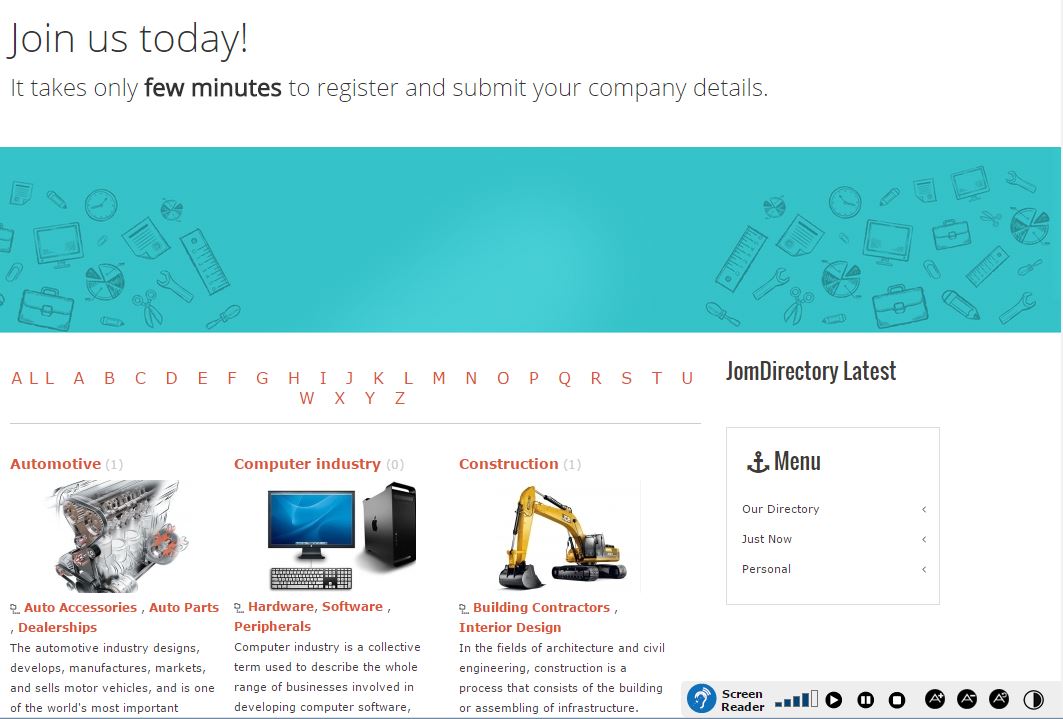 Join us today!
It takes only few minutes to register and submit your company details.
ALL A B C D E F G H I J K L M N O P Q R S T U
W X Y Z
JomDirectory Latest
Automotive (1)
Auto Accessories , Auto Parts
, Dealerships
The automotive industry designs,
develops, manufactures, markets,
and sells motor vehicles, and is one
of the world's most important
Computer industry (0)
Hardware, Software ,
Peripherals
Computer industry is a collective
term used to describe the whole
range of businesses involved in
developing computer software,
Construction (1)
Building Contractors ,
Interior Design
In the fields of architecture and civil
engineering, construction is a
process that consists of the building
or assembling of infrastructure.
Menu
Our Directory
Just Now
Personal
Screen
Reader
A+ A- A